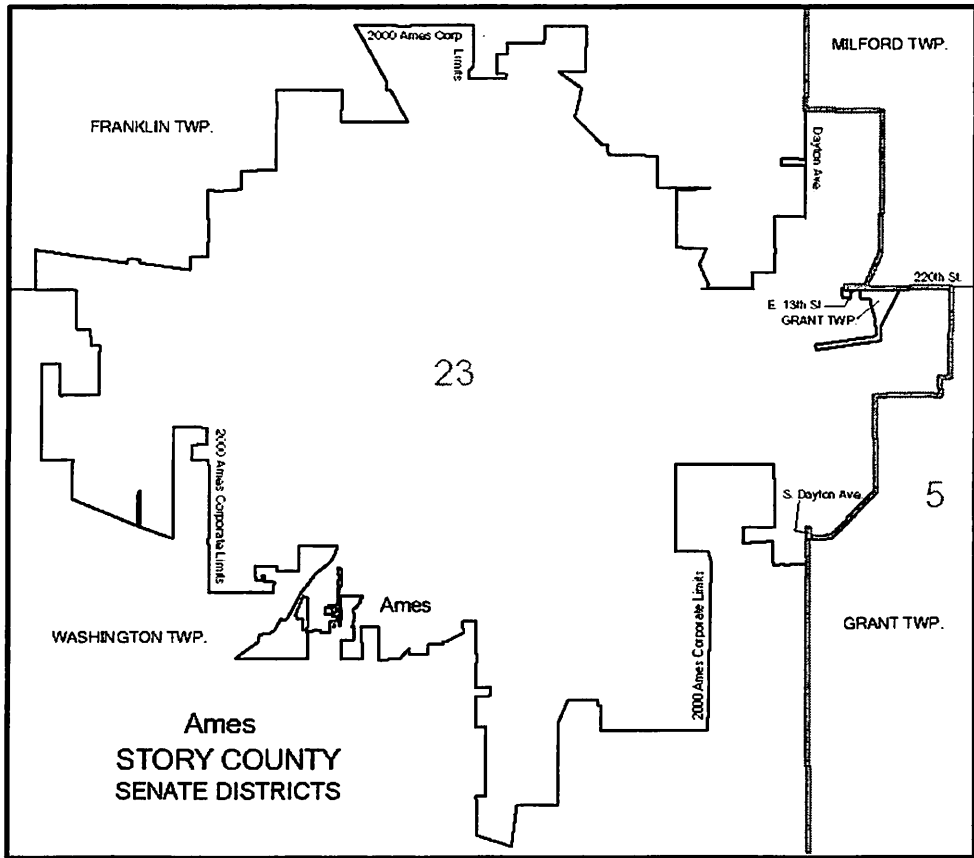 2000 Ames Corp
Limits
MILFORD TWP.
FRANKLIN TWP.
Dayton Ave
220th St.
E. 13th St
GRANT TWP.
23
2000 Ames Corporate Limits
S. Dayton Ave.
5
Ames
2000 Ames Corporate Limits
WASHINGTON TWP.
GRANT TWP.
Ames
STORY COUNTY
SENATE DISTRICTS